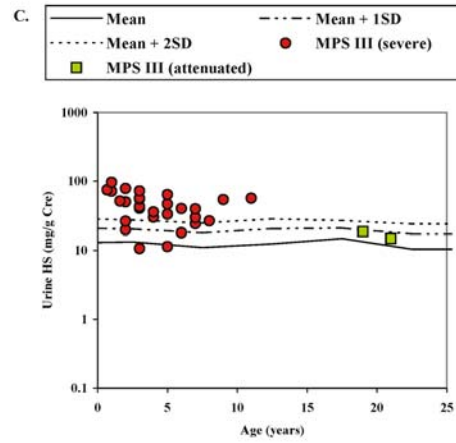 C.
Mean
Mean + 1SD
Mean + 2SD
MPS III (severe)
MPS III (attenuated)
1000
100
10
1
0.1
Urine HS (mg/g Cre)
0
5
10
15
20
25
Age (years)